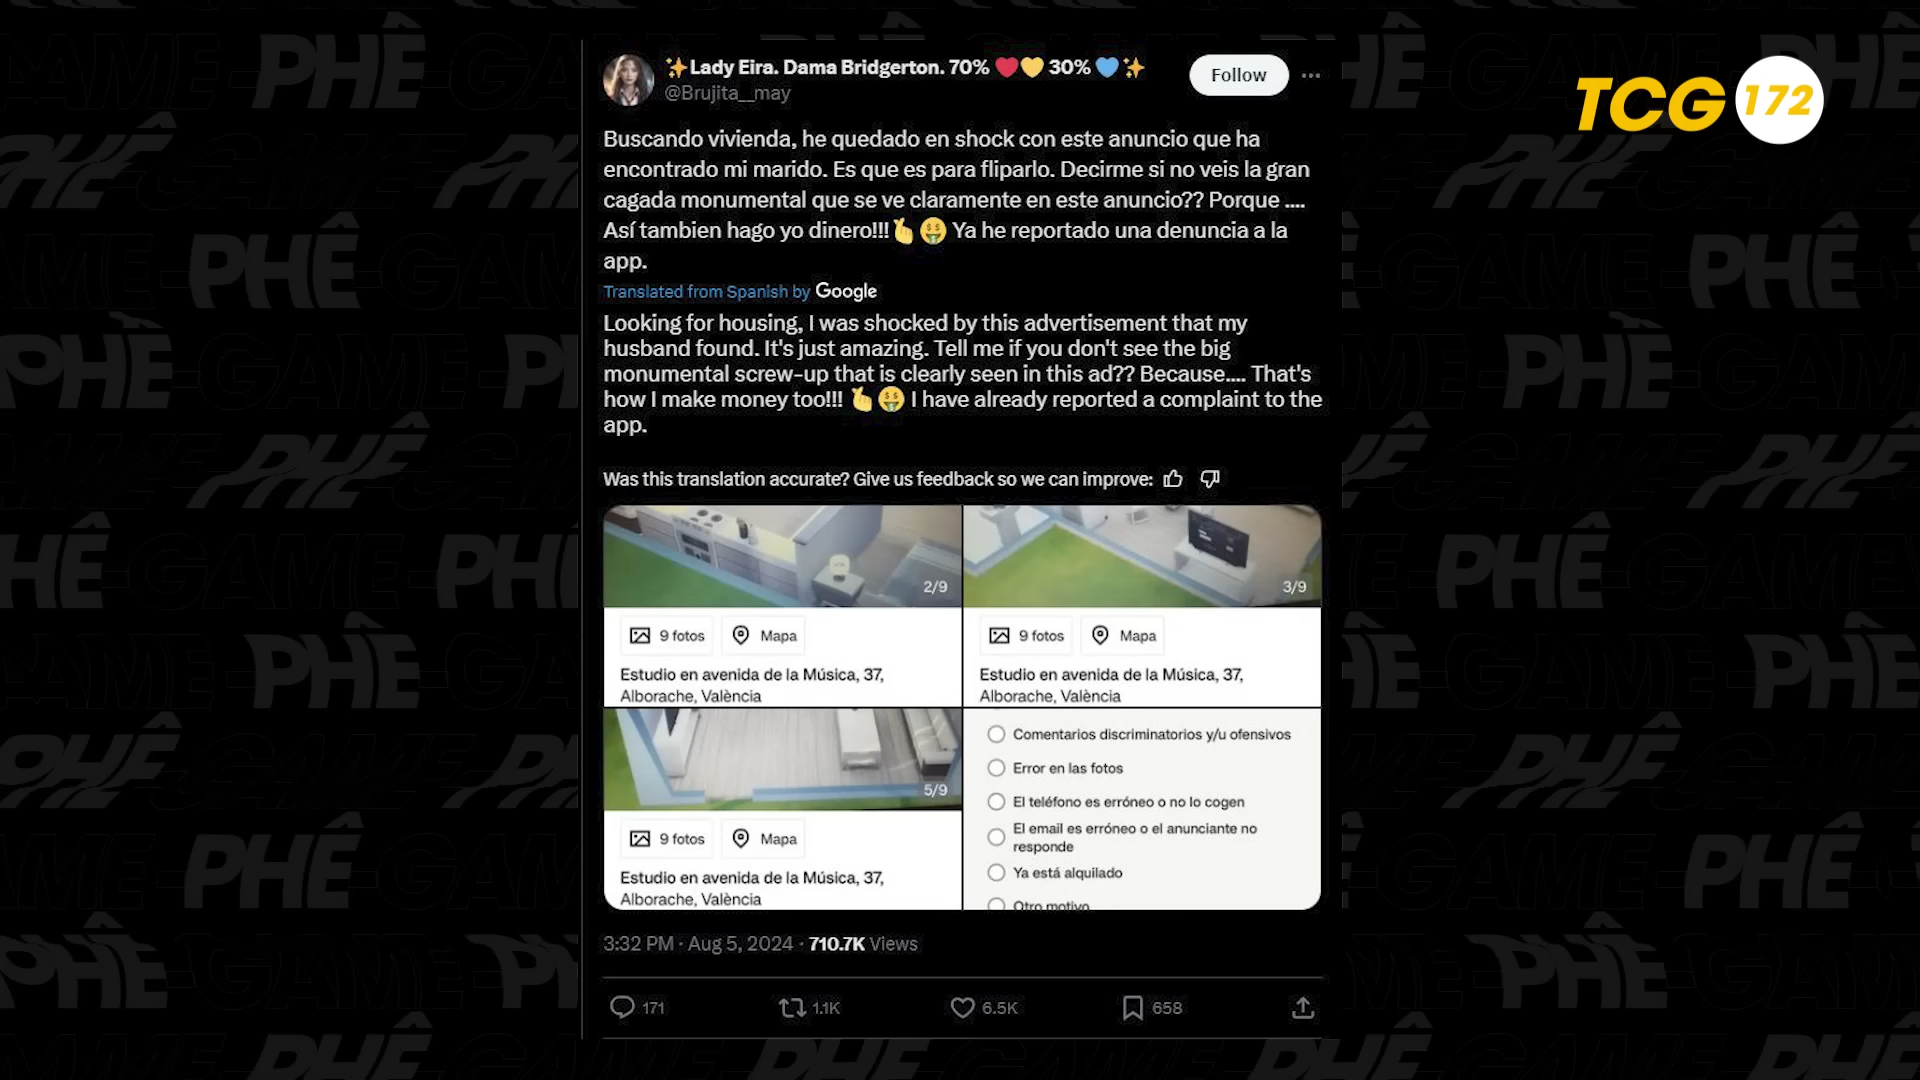 ✨Lady Eira. Dama Bridgerton. 70% ❤️💛 30% 💙✨
@Brujita__may
Follow
TCG 172
Buscando vivienda, he quedado en shock con este anuncio que ha
encontrado mi marido. Es que es para fliparlo. Decirme si no veis la gran
cagada monumental que se ve claramente en este anuncio?? Porque ....
Así tambien hago yo dinero!!!🫰🤑 Ya he reportado una denuncia a la
app.
Translated from Spanish by Google
Looking for housing, I was shocked by this advertisement that my
husband found. It's just amazing. Tell me if you don't see the big
monumental screw-up that is clearly seen in this ad?? Because.... That's
how I make money too!!! 🫰🤑 I have already reported a complaint to the
app.
Was this translation accurate? Give us feedback so we can improve:
2/9
9 fotos
Mapa
Estudio en avenida de la Música, 37,
Alborache, València
3/9
9 fotos
Mapa
Estudio en avenida de la Música, 37,
Alborache, València
5/9
9 fotos
Mapa
Estudio en avenida de la Música, 37,
Alborache, València
Comentarios discriminatorios y/u ofensivos
Error en las fotos
El teléfono es erróneo o no lo cogen
El email es erróneo o el anunciante no
responde
Ya está alquilado
Otro motivo
3:32 PM · Aug 5, 2024 · 710.7K Views
171
1.1K
6.5K
658
PHÊ GAME